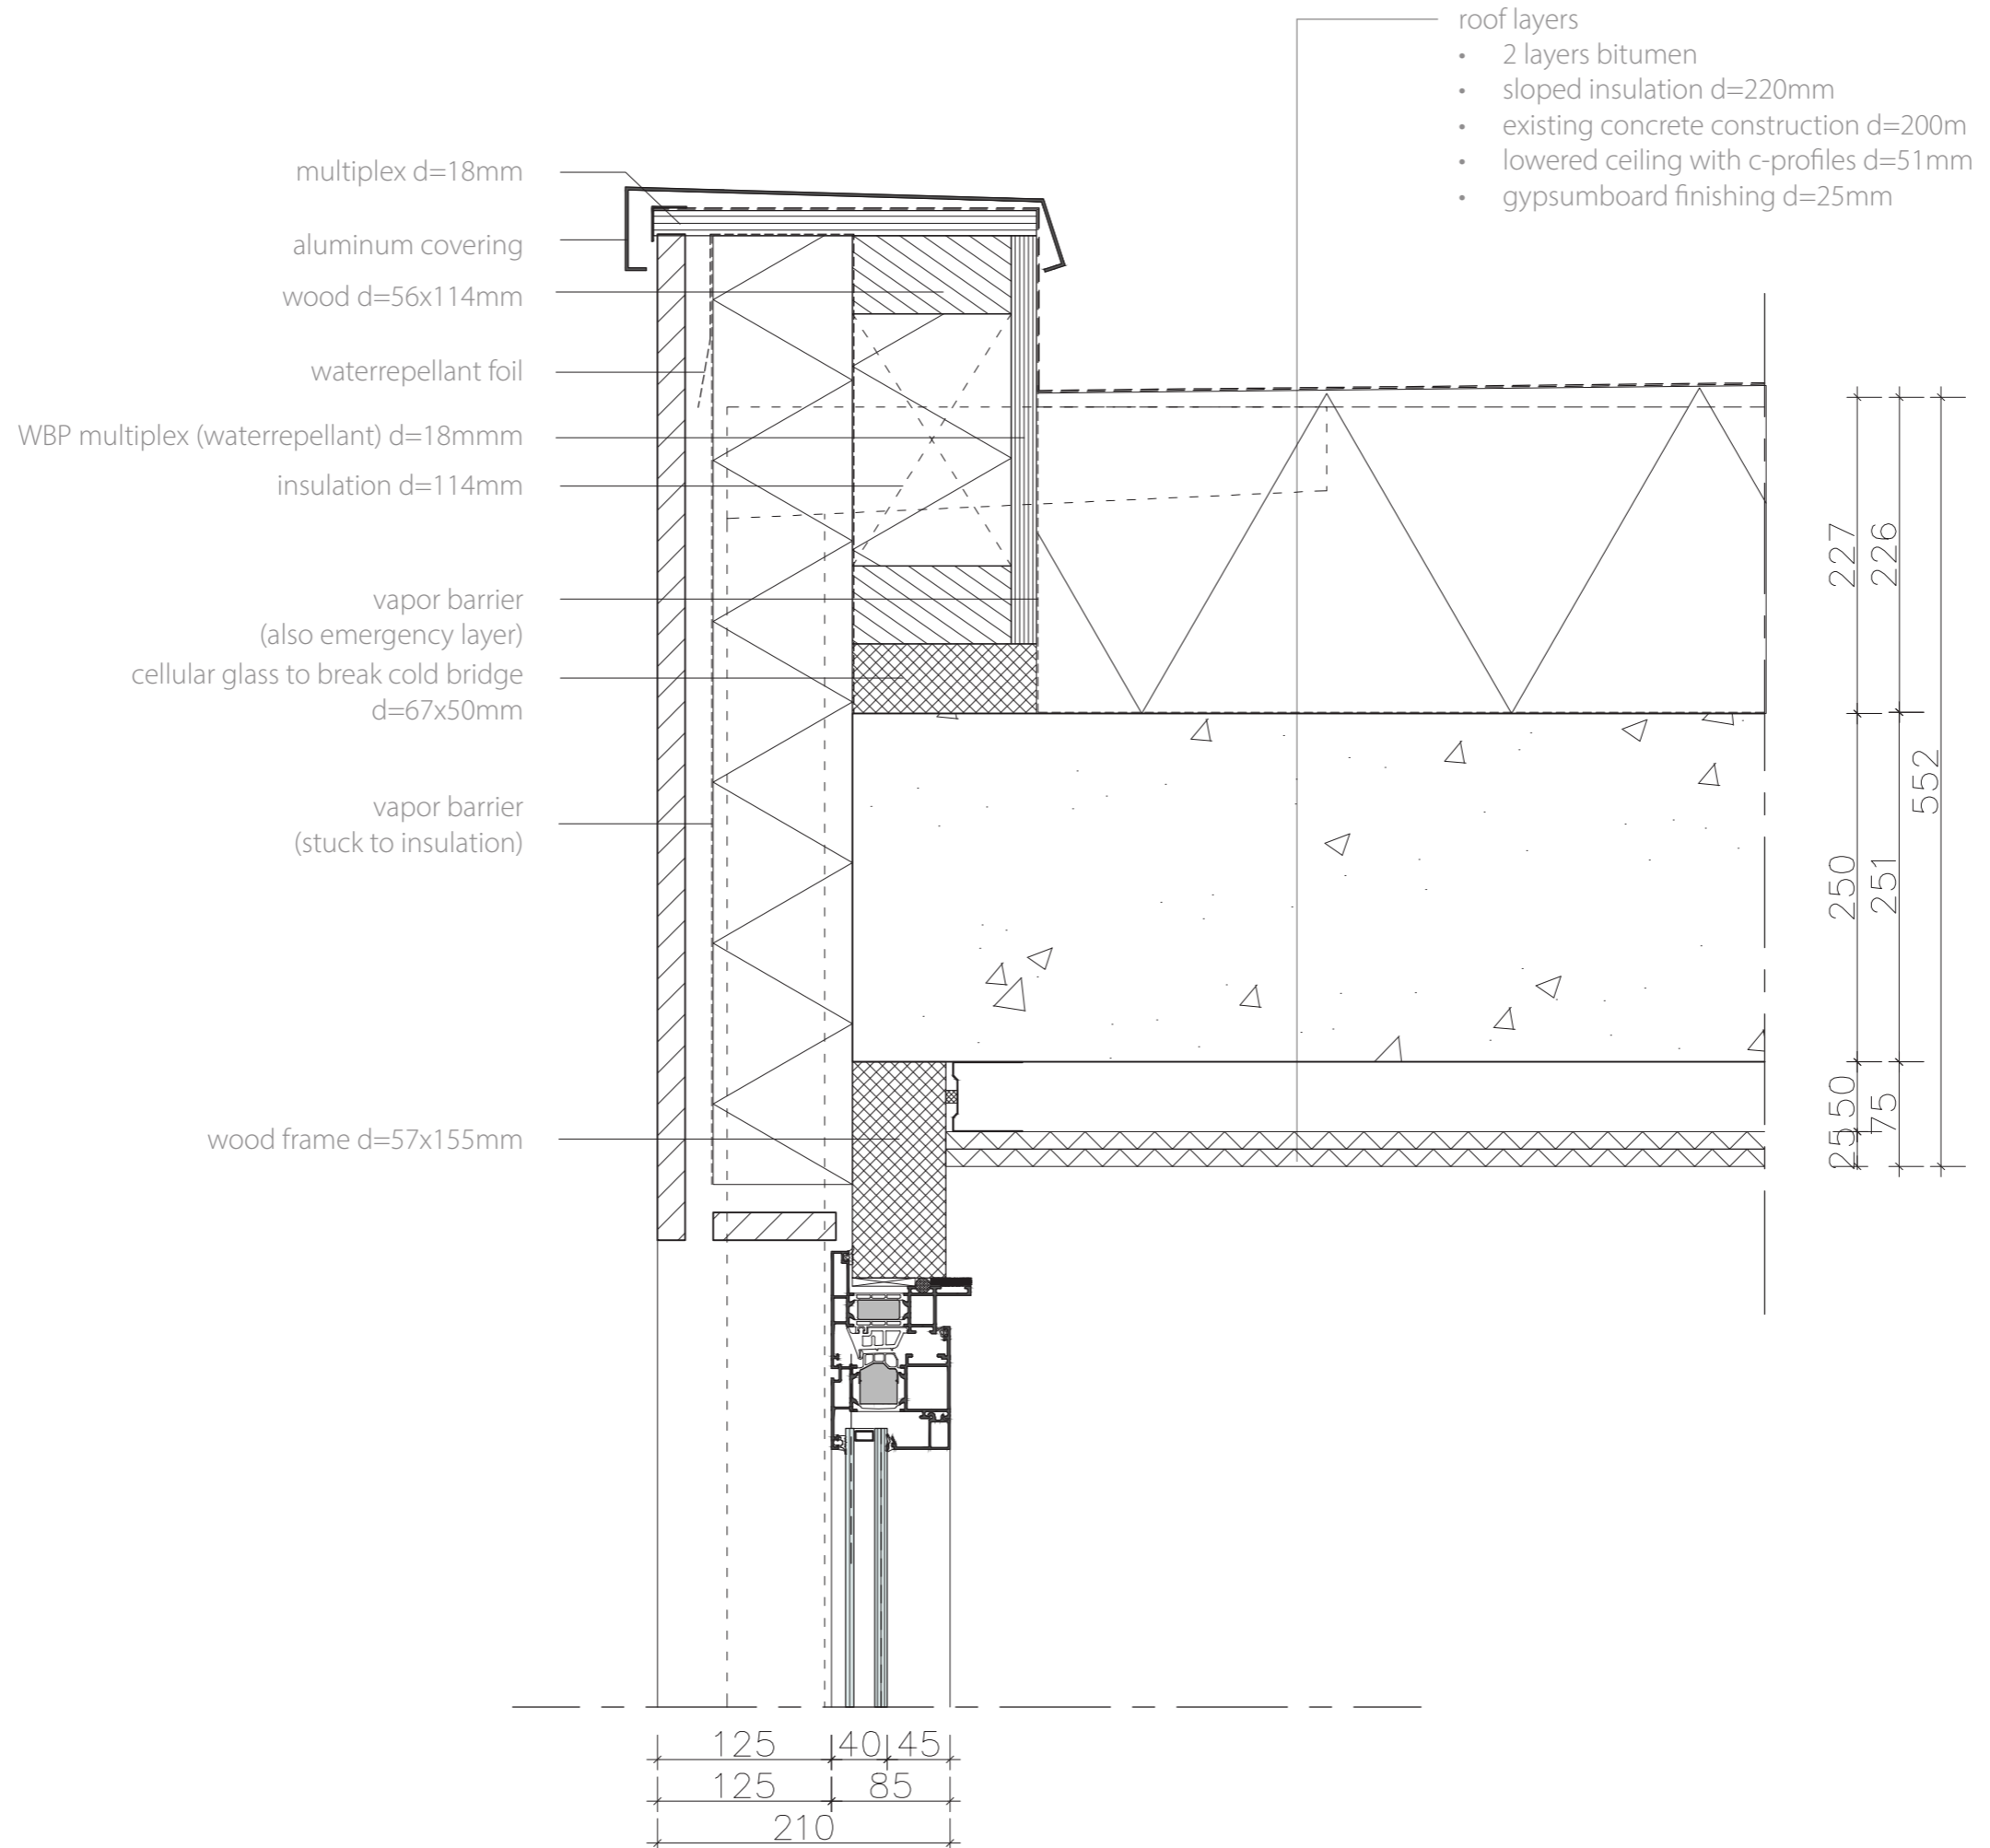 roof layers
• 2 layers bitumen
• sloped insulation d=220mm
• existing concrete construction d=200m
• lowered ceiling with c-profiles d=51mm
• gypsumboard finishing d=25mm
multiplex d=18mm
aluminum covering
wood d=56x114mm
waterrepellant foil
WBP multiplex (waterrepellant) d=18mmm
insulation d=114mm
vapor barrier
(also emergency layer)
cellular glass to break cold bridge
d=67x50mm
vapor barrier
(stuck to insulation)
wood frame d=57x155mm
227
226
552
250
251
50
75
25
125
40
45
125
85
210